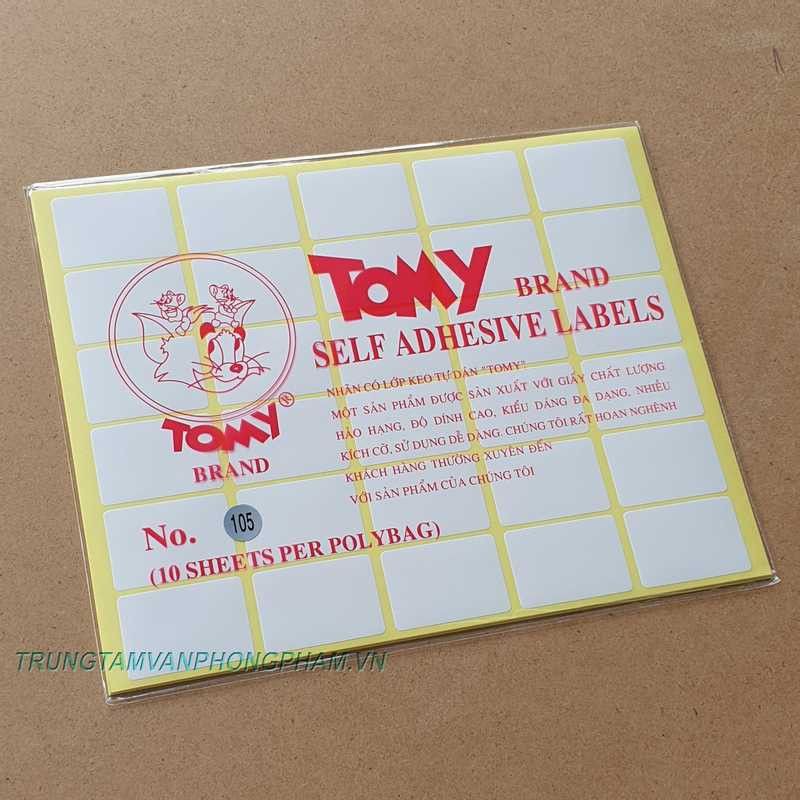 TOMY BRAND
SELF ADHESIVE LABELS
NHÃN CÓ LỚP KEO TỰ DÁN "TOMY"
MỘT SẢN PHẨM ĐƯỢC SẢN XUẤT VỚI GIẤY CHẤT LƯỢNG
HẢO HẠNG, ĐỘ DÍNH CAO, KIỂU DÁNG ĐA DẠNG, NHIỀU
KÍCH CỠ, SỬ DỤNG DỄ DÀNG. CHÚNG TÔI RẤT HOAN NGHÊNH
KHÁCH HÀNG THƯỜNG XUYÊN ĐẾN
VỚI SẢN PHẨM CỦA CHÚNG TÔI
TOMY®
BRAND
No. 105
(10 SHEETS PER POLYBAG)
TRUNGTAMVANPHONGPHAM.VN